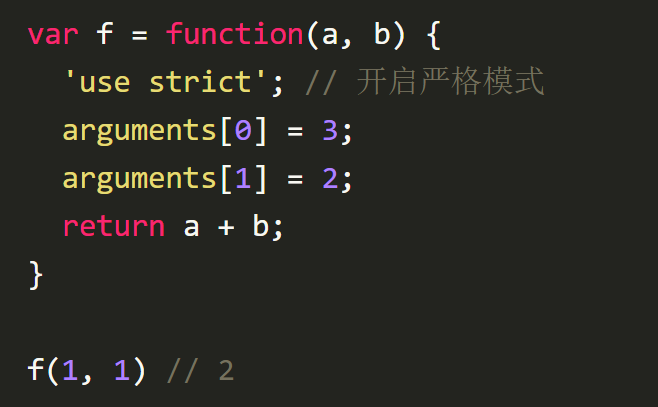 var f = function(a, b) {
  'use strict'; // 开启严格模式
  arguments[0] = 3;
  arguments[1] = 2;
  return a + b;
}

f(1, 1) // 2